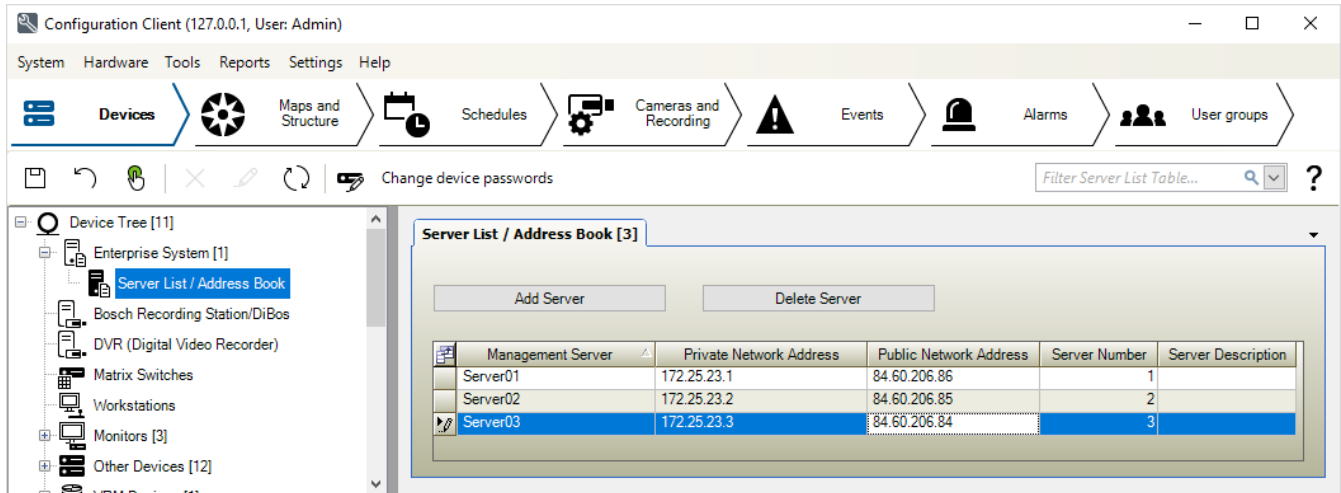 Configuration Client (127.0.0.1, User: Admin)
System Hardware Tools Reports Settings Help
Devices Maps and Structure Schedules Cameras and Recording Events Alarms User groups
Change device passwords Filter Server List Table... ?
Device Tree [11]
Enterprise System [1]
Server List / Address Book
Bosch Recording Station/DiBos
DVR (Digital Video Recorder)
Matrix Switches
Workstations
Monitors [3]
Other Devices [12]
Server List / Address Book [3]
Add Server Delete Server
Management Server Private Network Address Public Network Address Server Number Server Description
Server01 172.25.23.1 84.60.206.86 1
Server02 172.25.23.2 84.60.206.85 2
Server03 172.25.23.3 84.60.206.84 3